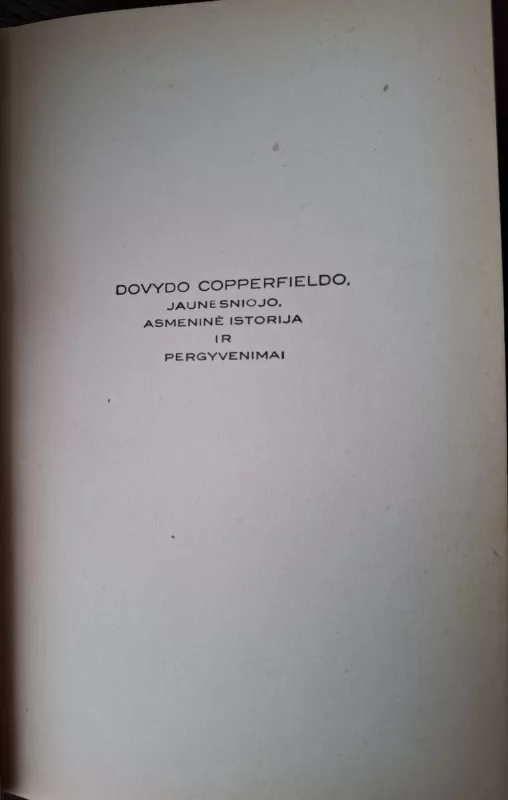 DOVYDO COPPERFIELDO,
JAUNESNIOJO,
ASMENINĖ ISTORIJA
IR
PERGYVENIMAI